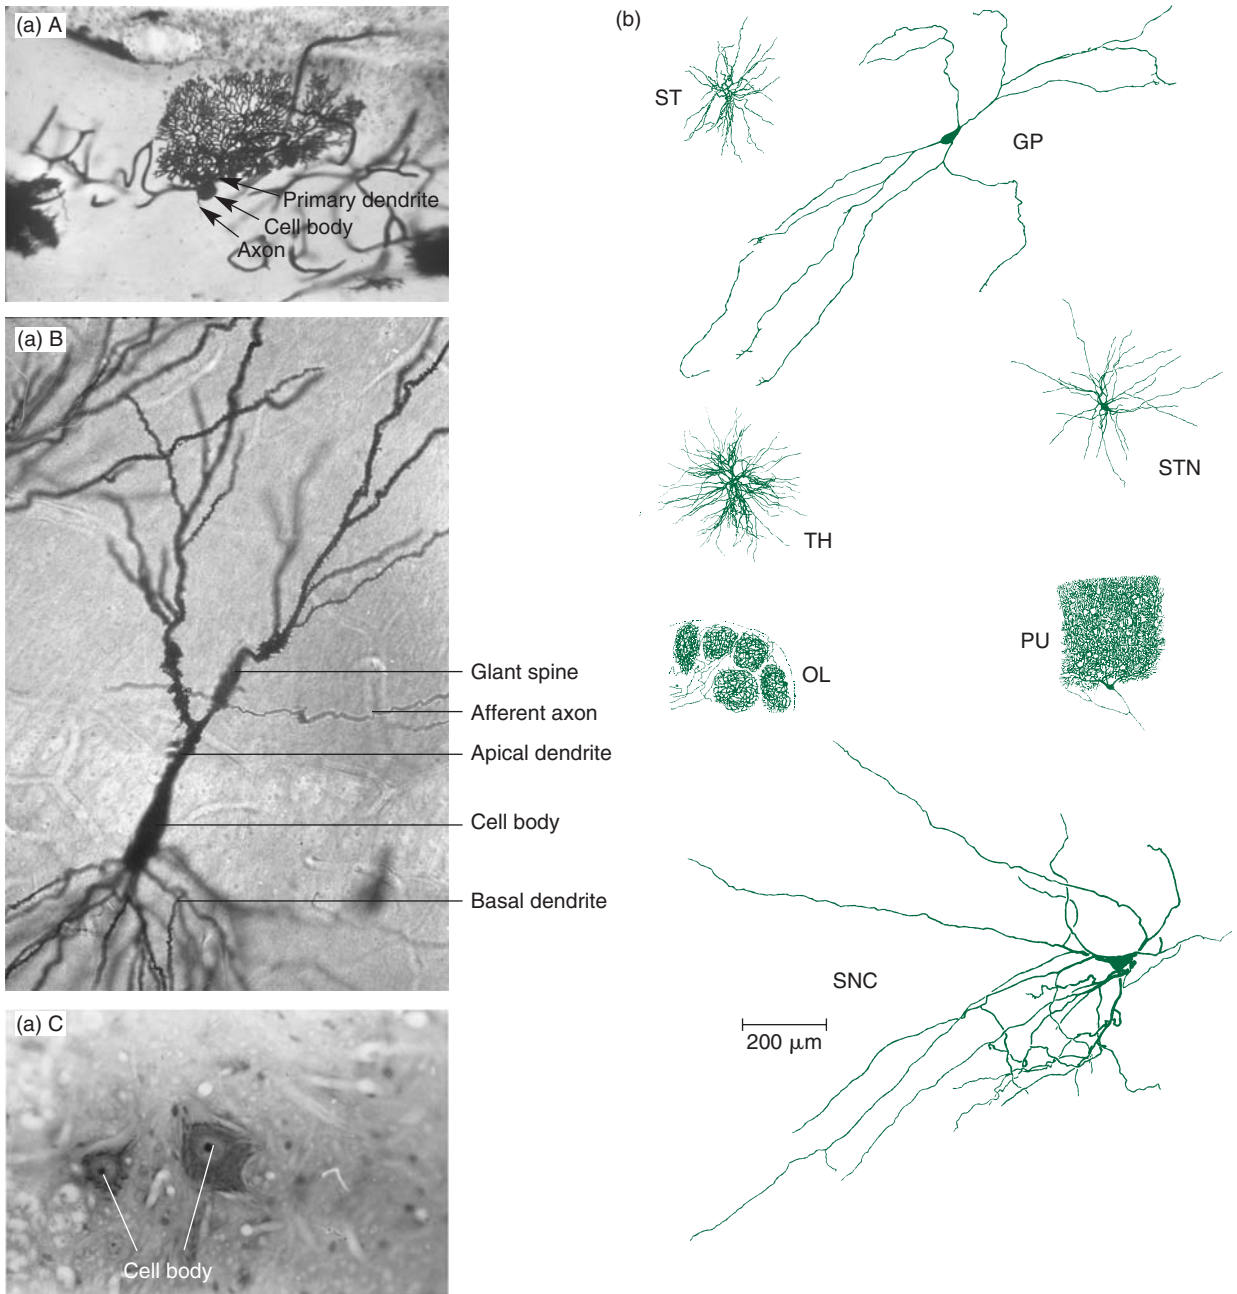 (a) A
Primary dendrite
Cell body
Axon
(a) B
Glant spine
Afferent axon
Apical dendrite
Cell body
Basal dendrite
(a) C
Cell body
(b)
ST
GP
STN
TH
PU
OL
SNC
200 μm